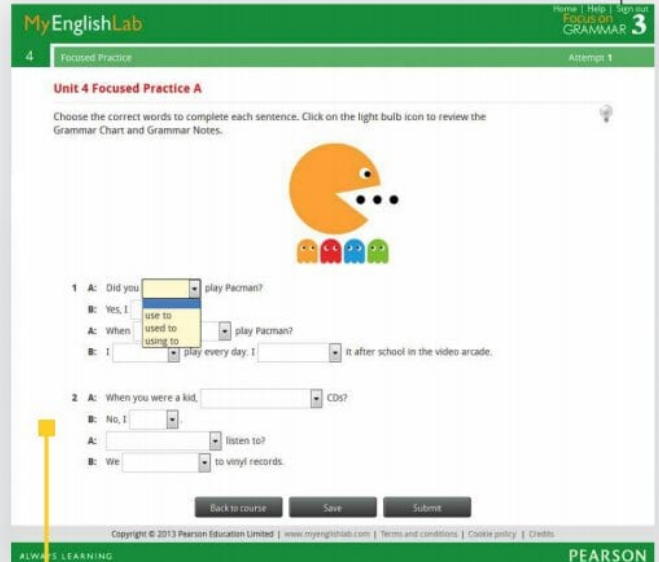 Home | Help | Sign out
MyEnglishLab
Focus on
GRAMMAR 3
4 Focused Practice Attempt 1
Unit 4 Focused Practice A
Choose the correct words to complete each sentence. Click on the light bulb icon to review the
Grammar Chart and Grammar Notes.
1 A: Did you play Pacman?
use to
used to
using to
B: Yes, I
A: When play Pacman?
B: I play every day. I it after school in the video arcade.
2 A: When you were a kid, CDs?
B: No, I .
A: listen to?
B: We to vinyl records.
Back to course Save Submit
Copyright © 2013 Pearson Education Limited | www.myenglishlab.com | Terms and conditions | Cookie policy | Credits
ALWAYS LEARNING PEARSON